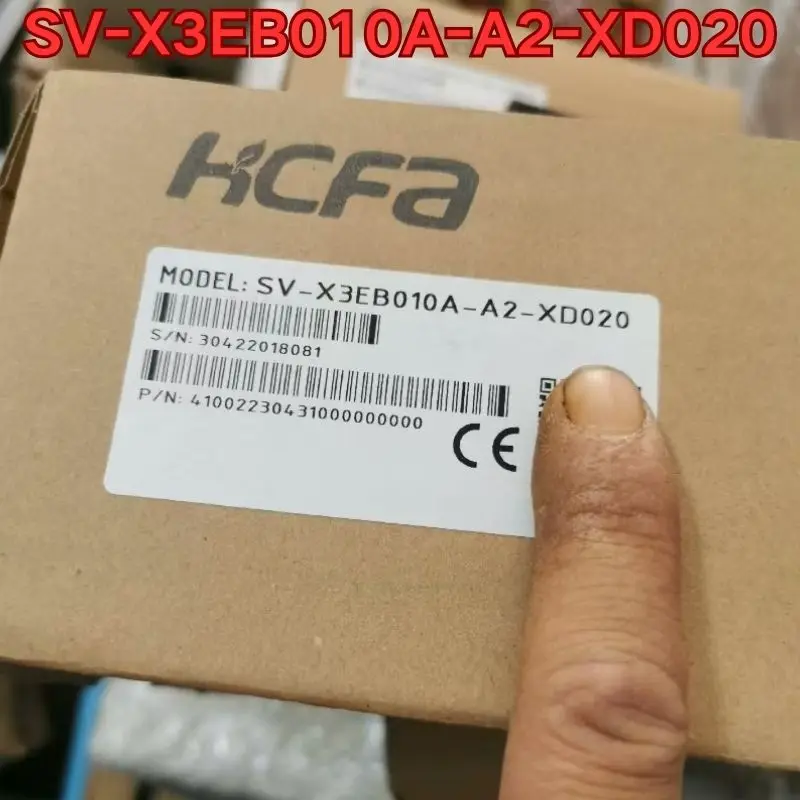 SV-X3EB010A-A2-XD020
HCFA
MODEL: SV-X3EB010A-A2-XD020
S/N: 30422018081
P/N: 41002230431000000000
CE